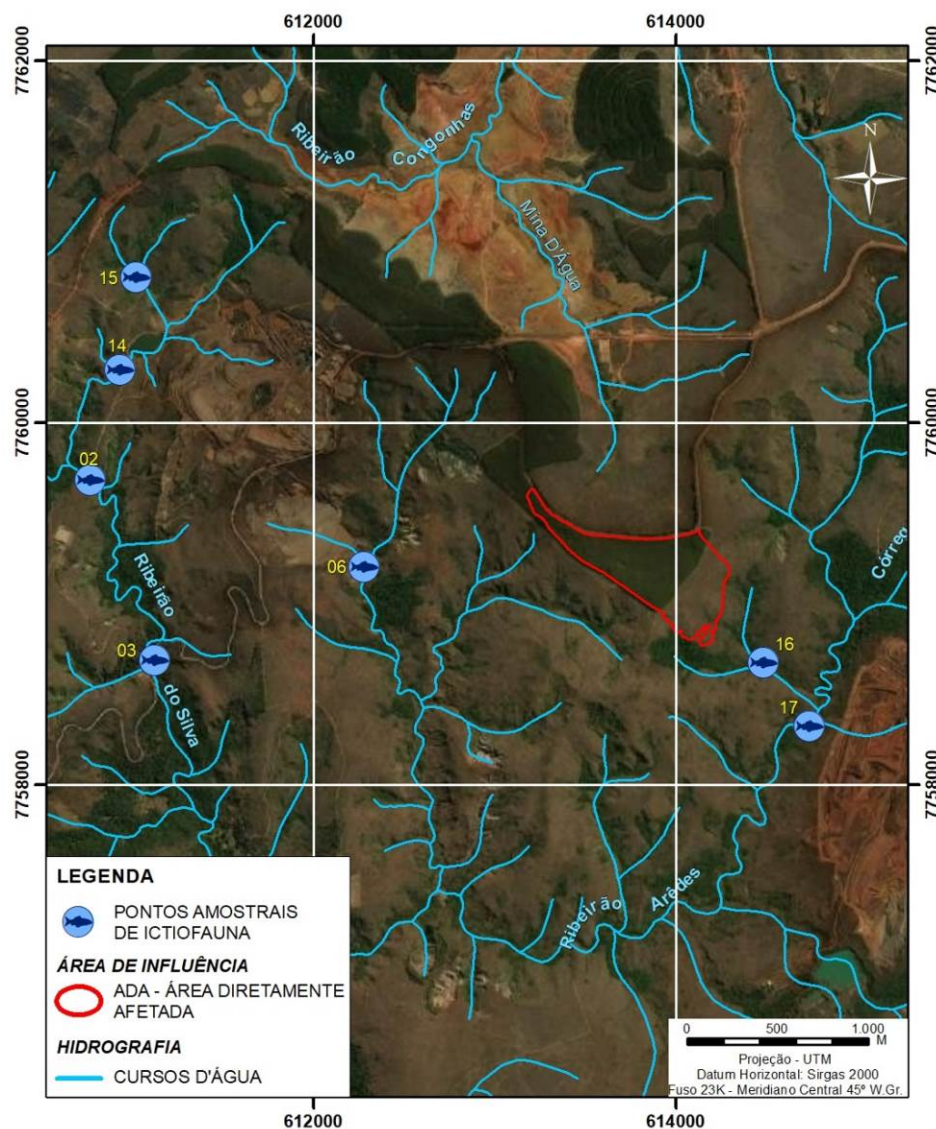 612000
614000
7762000
7762000
Ribeirão
Congonhas
N
Mina D'Água
15
14
7760000
7760000
02
06
Córreg
Ribeirão
03
16
do Silva
17
7758000
7758000
Ribeirão
Arêdes
LEGENDA
PONTOS AMOSTRAIS
DE ICTIOFAUNA
ÁREA DE INFLUÊNCIA
ADA - ÁREA DIRETAMENTE
AFETADA
HIDROGRAFIA
CURSOS D'ÁGUA
0 500 1.000
M
Projeção - UTM
Datum Horizontal: Sirgas 2000
Fuso 23K - Meridiano Central 45º W.Gr.
612000
614000